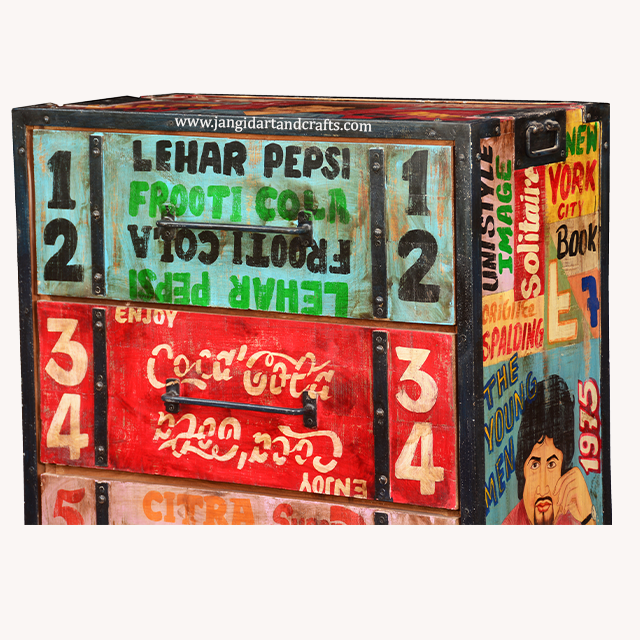 www.jangidartandcrafts.com
1
2
LEHAR PEPSI
FROOTI COLA
FROOTI COLA
LEHAR PEPSI
1
2
3
4
ENJOY
Coca-Cola
Coca-Cola
ENJOY
3
4
5
CITRA
UNISTYLE
IMAGE
Solitaire
NEW
YORK
CITY
BOOK
E
7
SPALDING
THE
YOUNG
MEN
1975